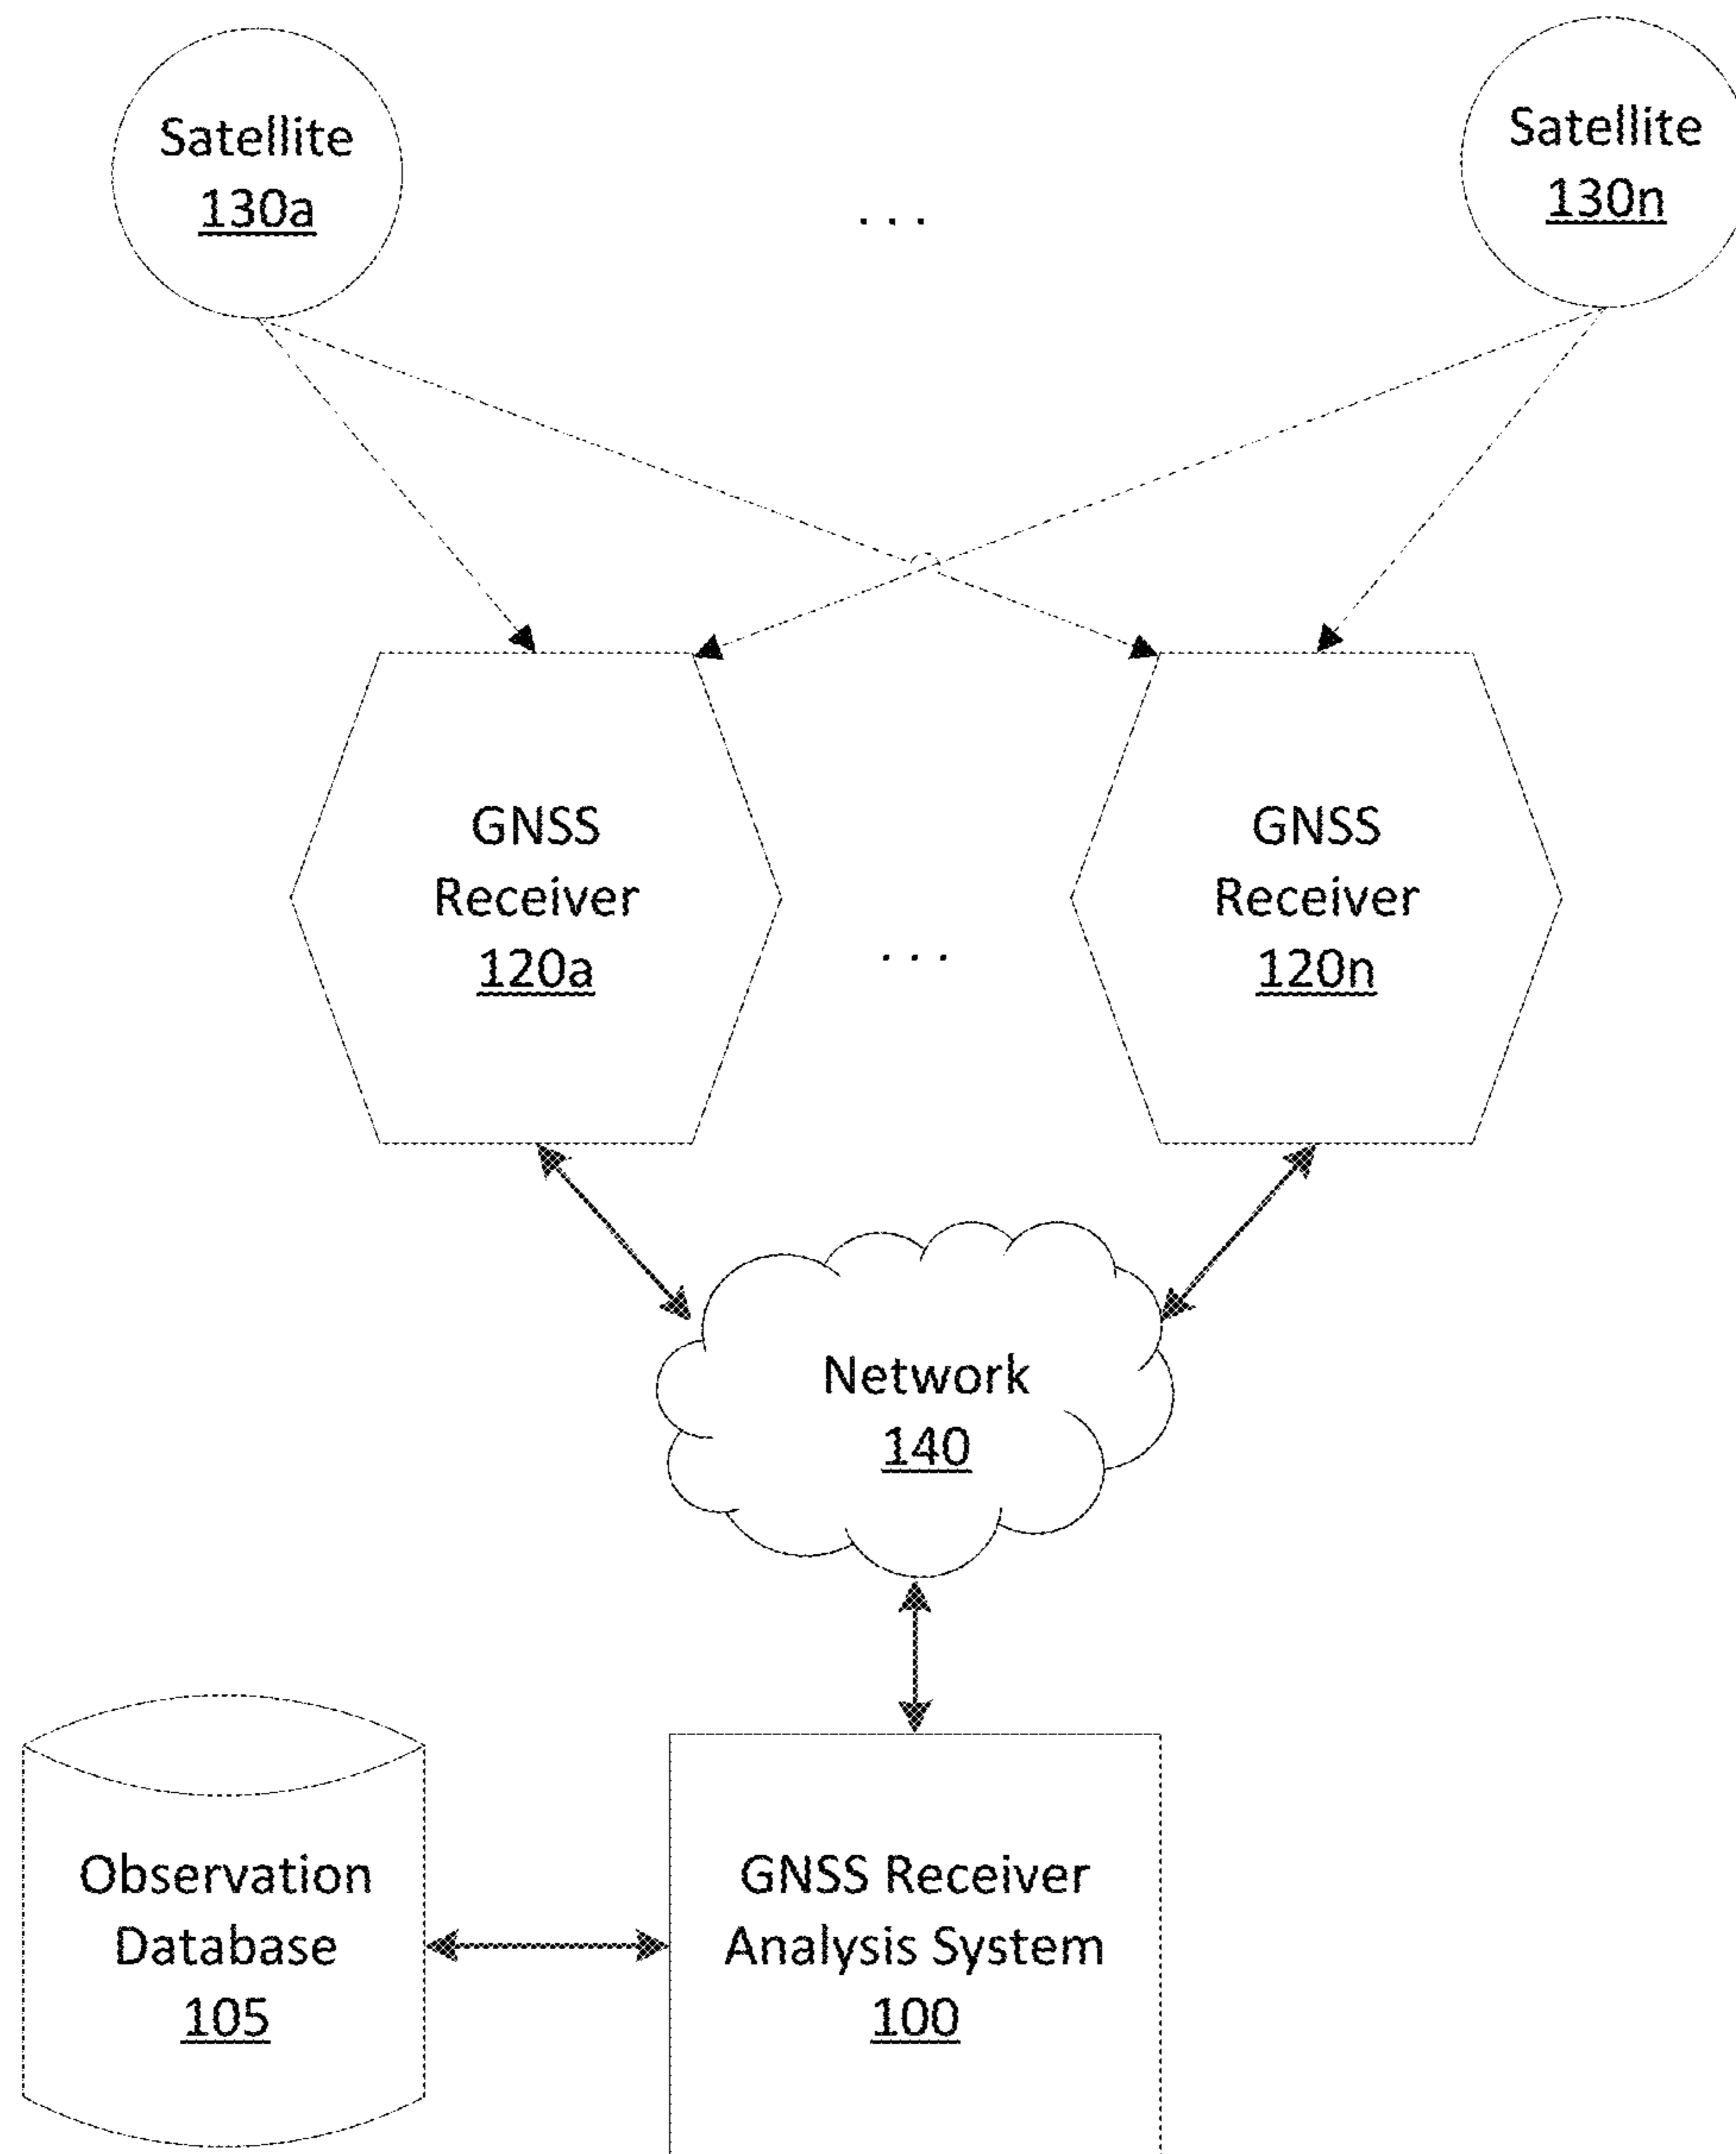 Satellite
130a
. . .
Satellite
130n
GNSS
Receiver
120a
. . .
GNSS
Receiver
120n
Network
140
Observation
Database
105
GNSS Receiver
Analysis System
100